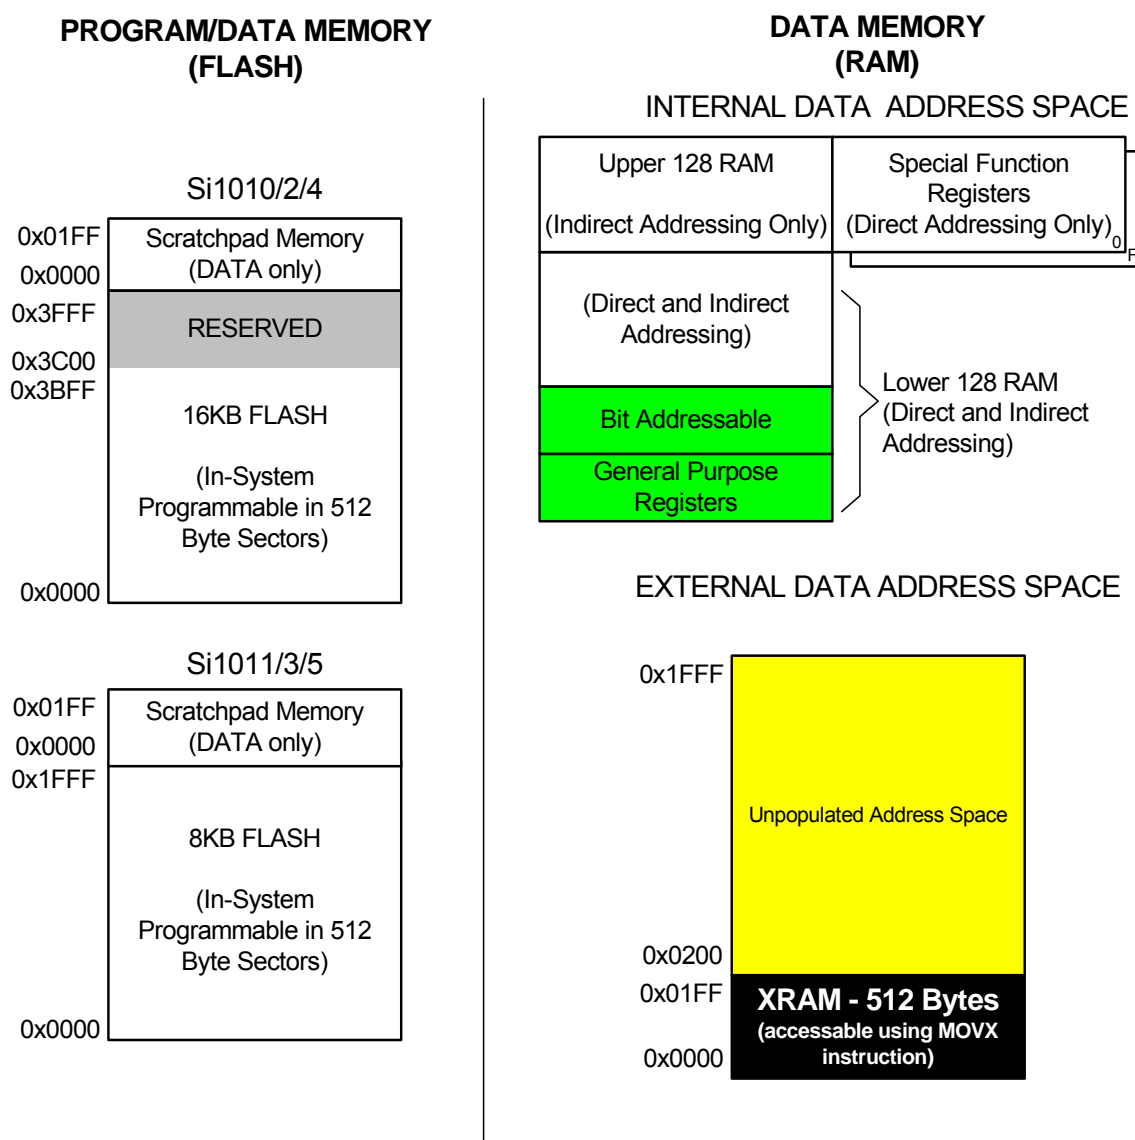 PROGRAM/DATA MEMORY
(FLASH)
Si1010/2/4
0x01FF
Scratchpad Memory
(DATA only)
0x0000
0x3FFF
RESERVED
0x3C00
0x3BFF
16KB FLASH
(In-System
Programmable in 512
Byte Sectors)
0x0000
Si1011/3/5
0x01FF
Scratchpad Memory
(DATA only)
0x0000
0x1FFF
8KB FLASH
(In-System
Programmable in 512
Byte Sectors)
0x0000
DATA MEMORY
(RAM)
INTERNAL DATA ADDRESS SPACE
Upper 128 RAM
(Indirect Addressing Only)
Special Function
Registers
(Direct Addressing Only)
0
F
(Direct and Indirect
Addressing)
Bit Addressable
General Purpose
Registers
Lower 128 RAM
(Direct and Indirect
Addressing)
EXTERNAL DATA ADDRESS SPACE
0x1FFF
Unpopulated Address Space
0x0200
0x01FF
XRAM - 512 Bytes
(accessable using MOVX
instruction)
0x0000